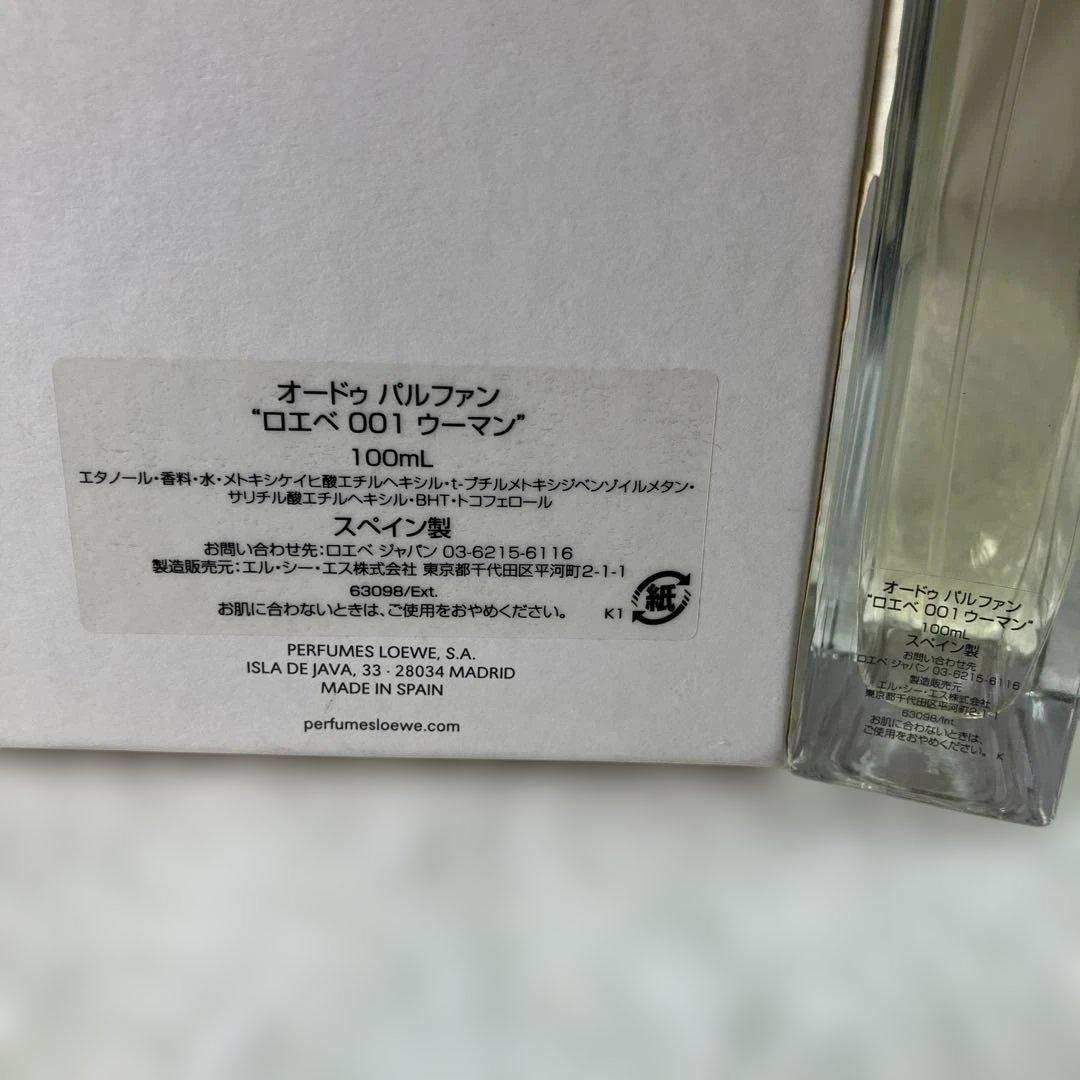 オードゥ パルファン
“ロエベ 001 ウーマン”
100mL
エタノール・香料・水・メトキシケイヒ酸エチルヘキシル・t-ブチルメトキシジベンゾイルメタン・
サリチル酸エチルヘキシル・BHT・トコフェロール
スペイン製
お問い合わせ先：ロエベ ジャパン 03-6215-6116
製造販売元：エル・シー・エス株式会社 東京都千代田区平河町2-1-1
63098/Ext.
お肌に合わないときは、ご使用をおやめください。 K1 紙
PERFUMES LOEWE, S.A.
ISLA DE JAVA, 33 · 28034 MADRID
MADE IN SPAIN
perfumesloewe.com
オードゥ パルファン
“ロエベ 001 ウーマン”
100mL
スペイン製
お問い合わせ先
ロエベ ジャパン 03-6215-6116
製造販売元
エル・シー・エス株式会社
東京都千代田区平河町2-1-1
63098/Int.
お肌に合わないときは、
ご使用をおやめください。 K